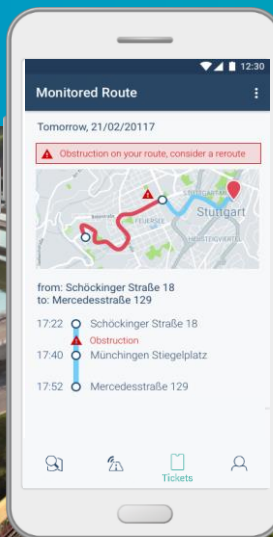 12:30
Monitored Route
Tomorrow, 21/02/20117
Obstruction on your route, consider a reroute
Stuttgart
from: Schöckinger Straße 18
to: Mercedesstraße 129
17:22 Schöckinger Straße 18
Obstruction
17:40 Münchingen Stiegelplatz
17:52 Mercedesstraße 129
Tickets